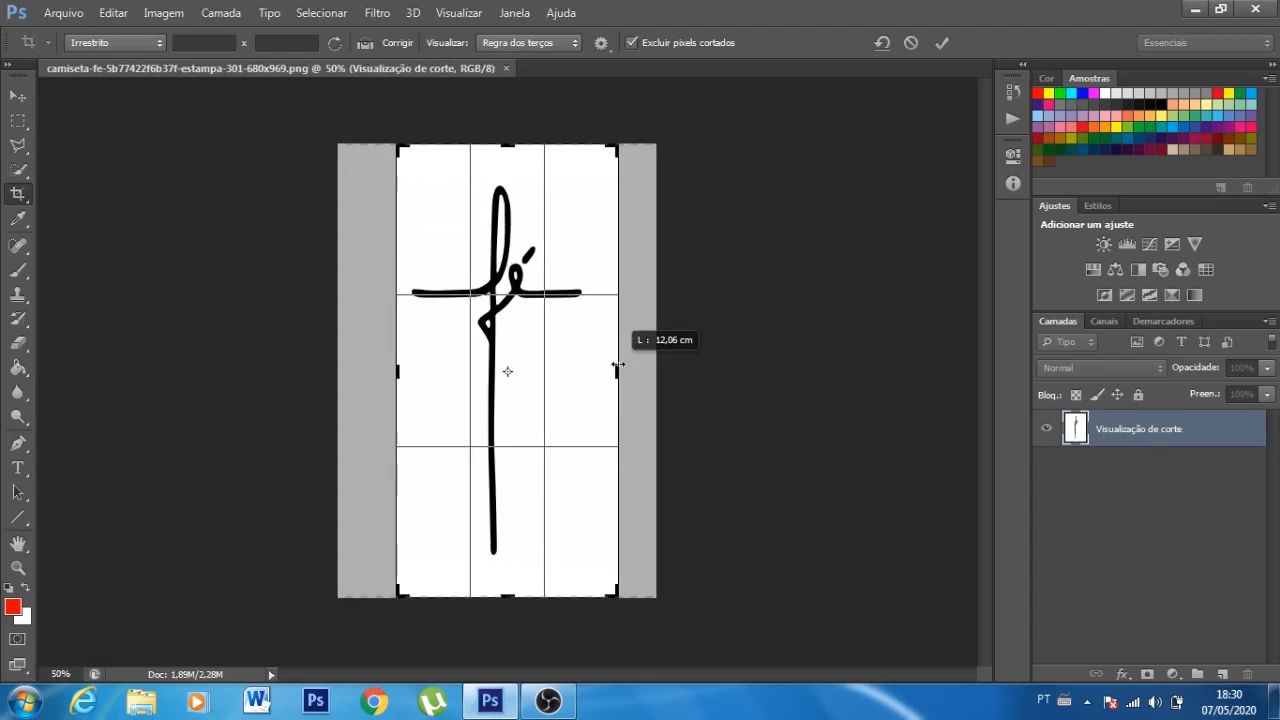 Ps Arquivo Editar Imagem Camada Tipo Selecionar Filtro 3D Visualizar Janela Ajuda
Irrestrito x Corrigir Visualizar: Regra dos terços Excluir pixels cortados Essenciais
camiseta-fe-5b77422f6b37f-estampa-301-680x969.png @ 50% (Visualização de corte, RGB/8) ×
Cor Amostras
fé
L : 12,06 cm
Ajustes Estilos
Adicionar um ajuste
Camadas Canais Demarcadores
Tipo
Normal Opacidade: 100%
Bloq.: Preen.: 100%
Visualização de corte
T
50% Doc: 1,89M/2,28M
W Ps Ps PT 18:30
07/05/2020